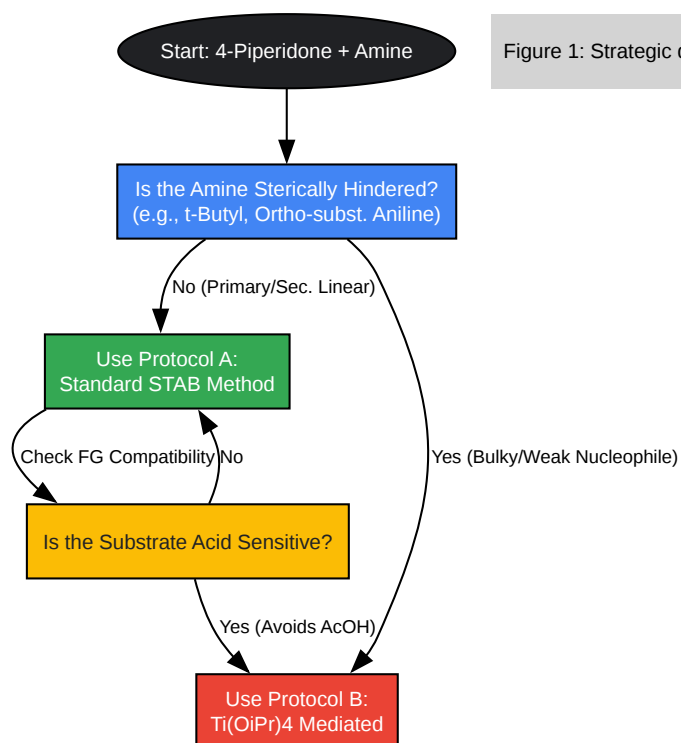 Start: 4-Piperidone + Amine
Figure 1: Strategic
Is the Amine Sterically Hindered?
(e.g., t-Butyl, Ortho-subst. Aniline)
No (Primary/Sec. Linear)
Use Protocol A:
Standard STAB Method
Check FG Compatibility
No
Yes (Bulky/Weak Nucleophile)
Is the Substrate Acid Sensitive?
Yes (Avoids AcOH)
Use Protocol B:
Ti(OiPr)4 Mediated